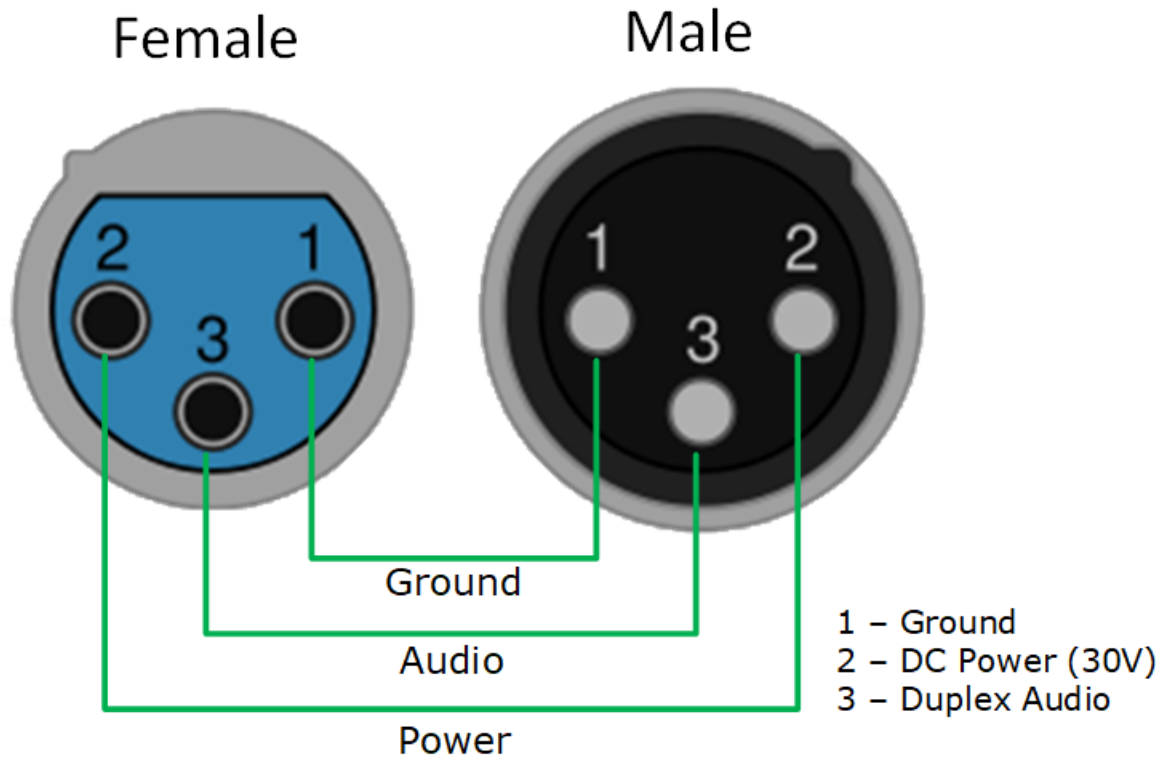 Female
Male
2
1
3
1
2
3
Ground
Audio
Power
1 – Ground
2 – DC Power (30V)
3 – Duplex Audio